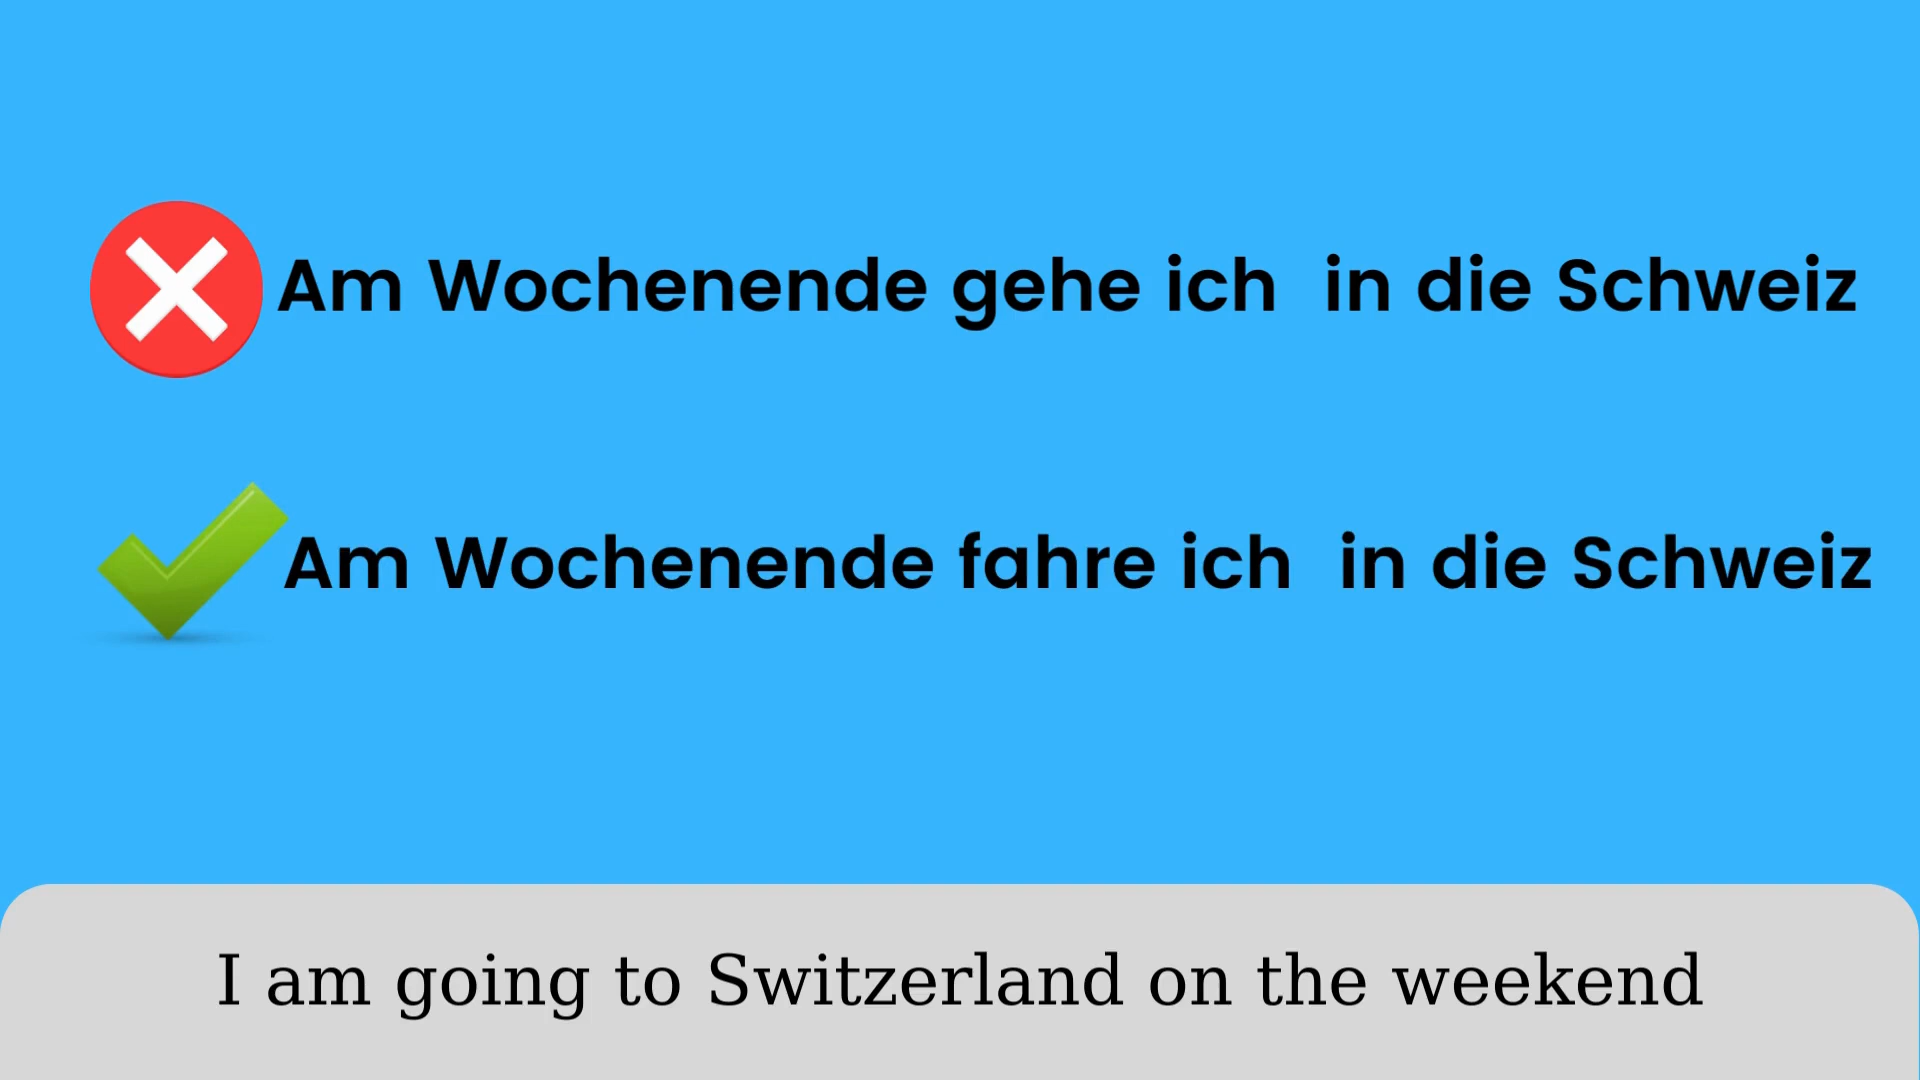 Am Wochenende gehe ich in die Schweiz
Am Wochenende fahre ich in die Schweiz
I am going to Switzerland on the weekend